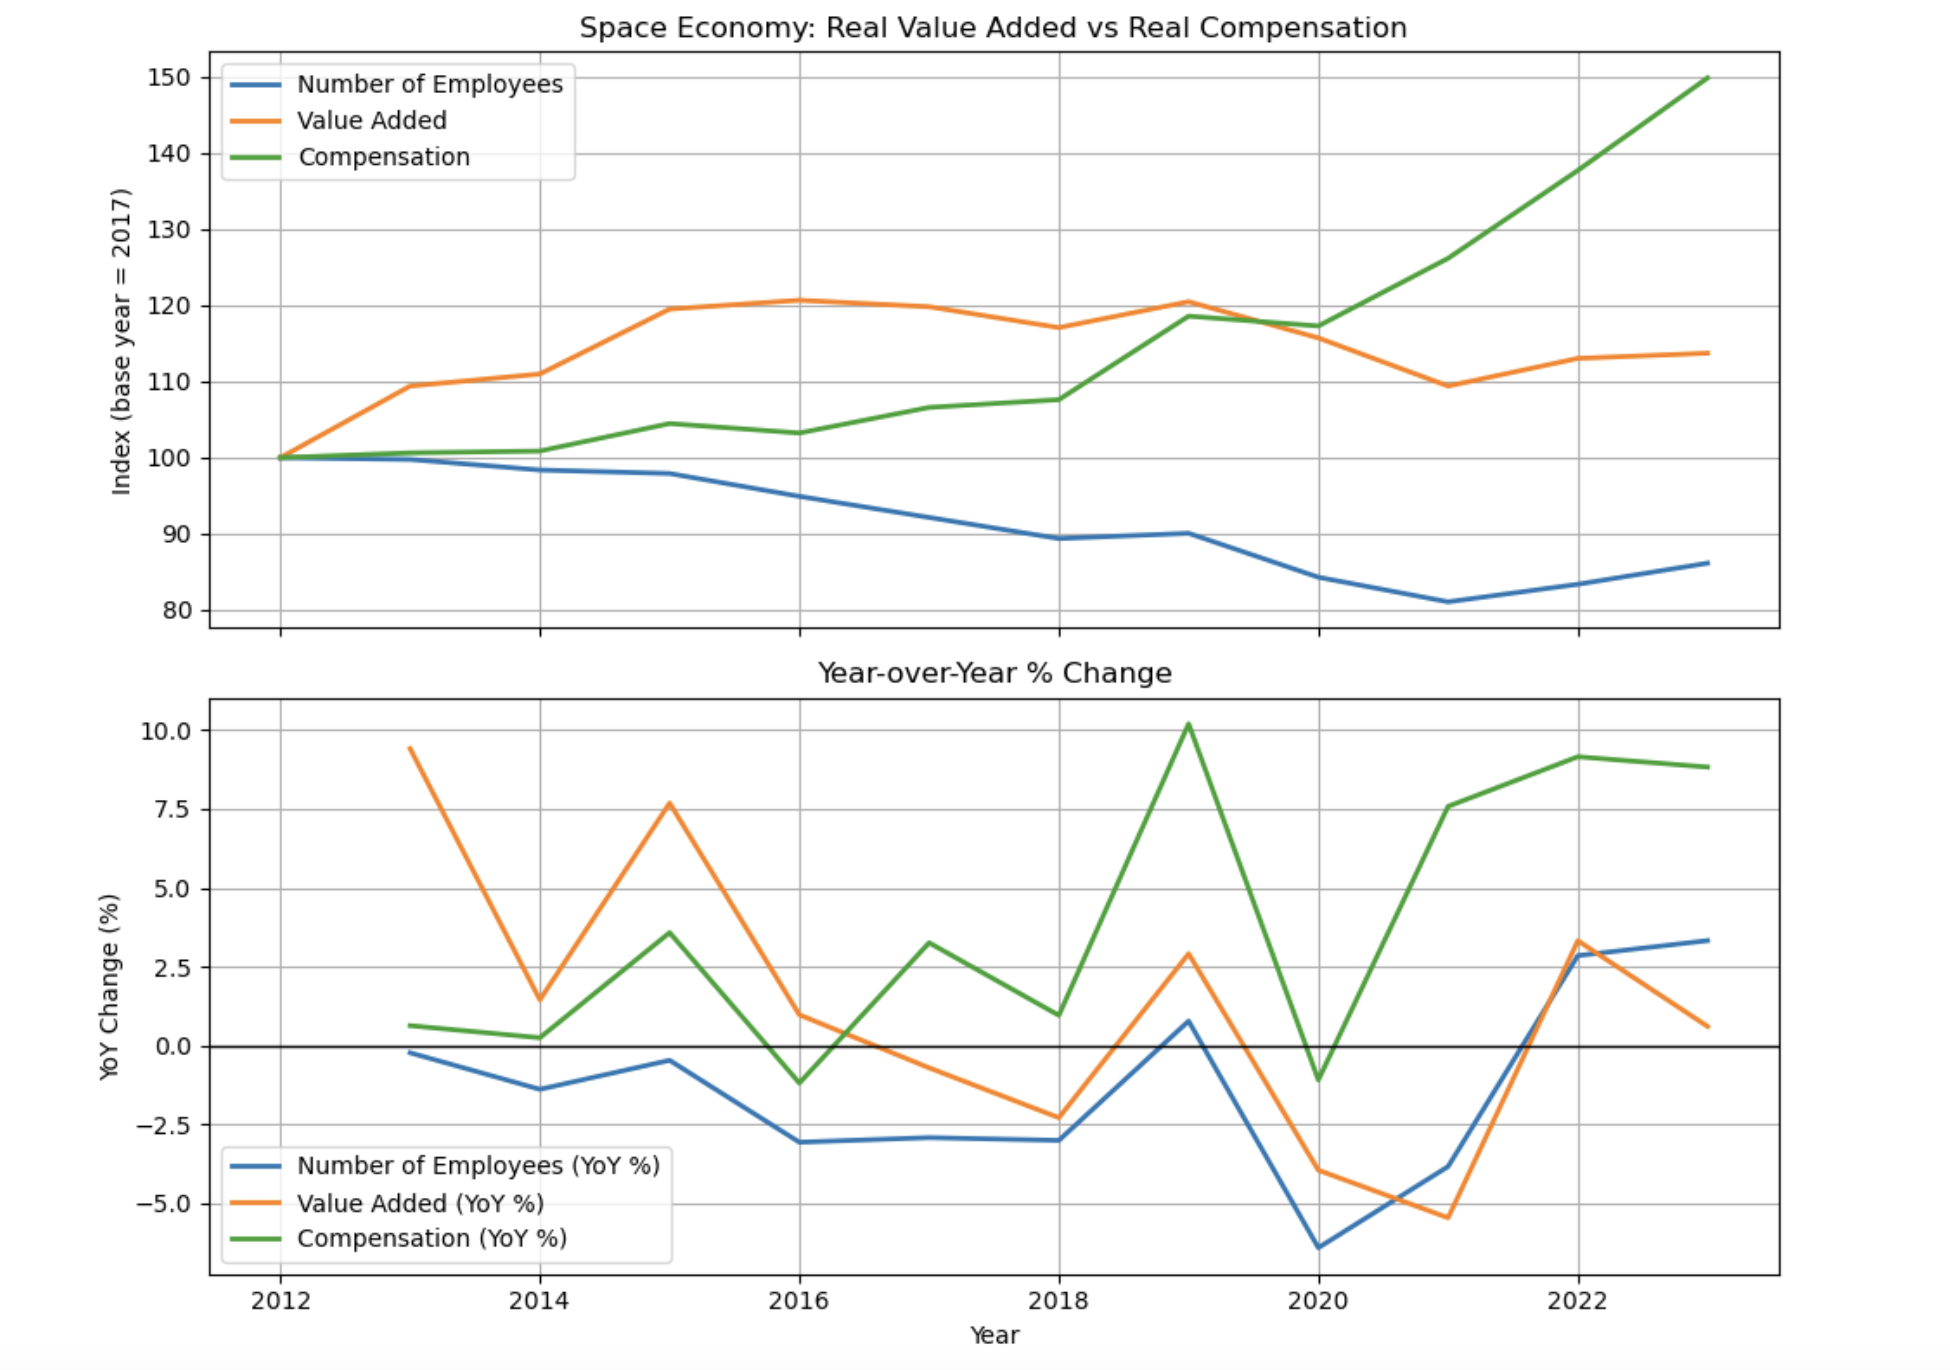 Space Economy: Real Value Added vs Real Compensation
Number of Employees
Value Added
Compensation
Index (base year = 2017)
150
140
130
120
110
100
90
80
Year-over-Year % Change
YoY Change (%)
10.0
7.5
5.0
2.5
0.0
−2.5
−5.0
Number of Employees (YoY %)
Value Added (YoY %)
Compensation (YoY %)
2012 2014 2016 2018 2020 2022
Year